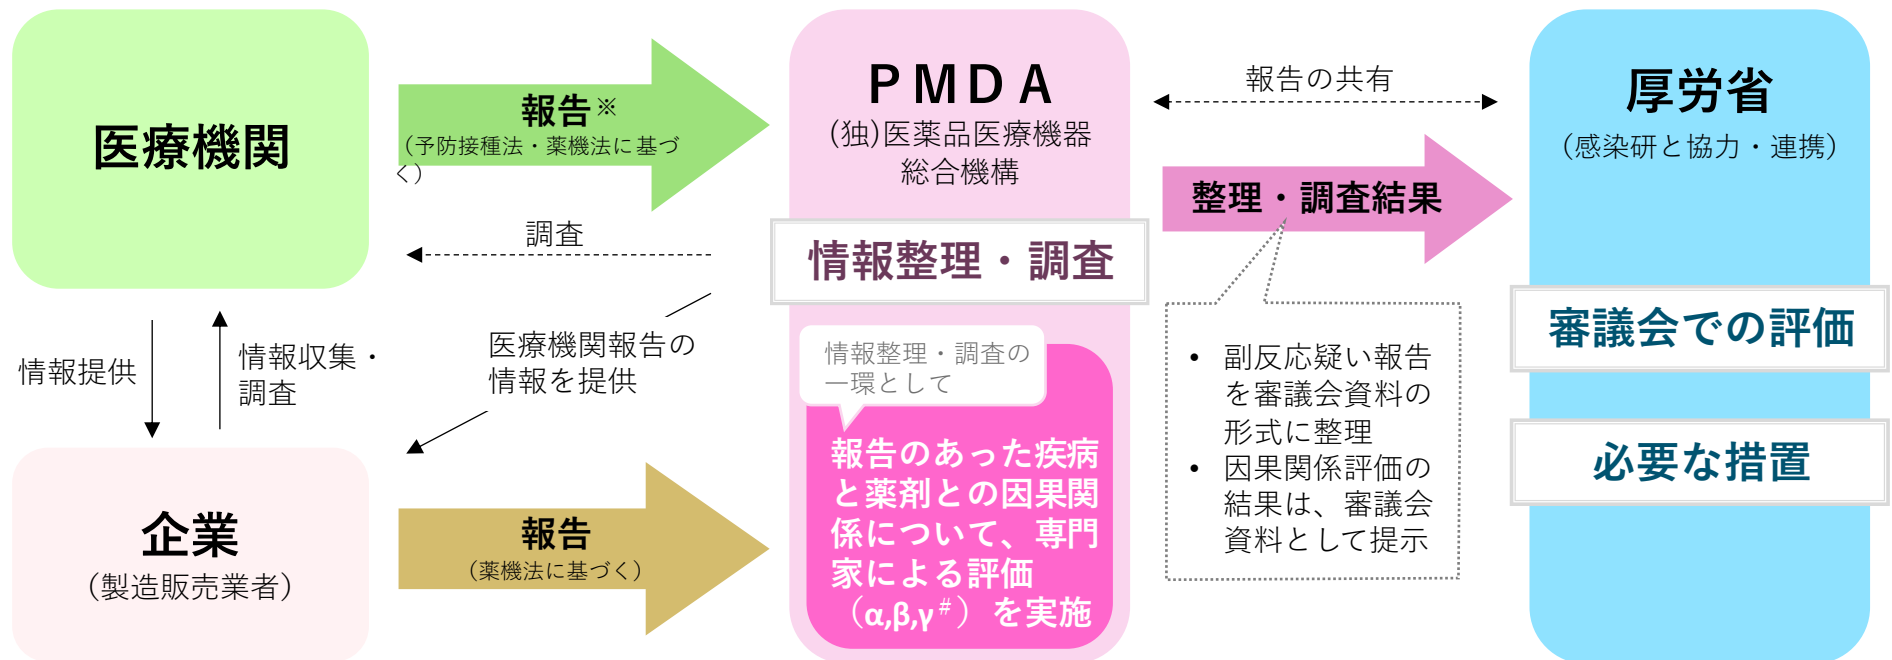 医療機関
報告※
（予防接種法・薬機法に基づ
く）
調査
情報提供
情報収集・
調査
医療機関報告の
情報を提供
企業
（製造販売業者）
報告
（薬機法に基づく）
ＰＭＤＡ
(独)医薬品医療機器
総合機構
情報整理・調査
情報整理・調査の
一環として
報告のあった疾病
と薬剤との因果関
係について、専門
家による評価
（α,β,γ#）を実施
報告の共有
整理・調査結果
• 副反応疑い報告
を審議会資料の
形式に整理
• 因果関係評価の
結果は、審議会
資料として提示
厚労省
（感染研と協力・連携）
審議会での評価
必要な措置